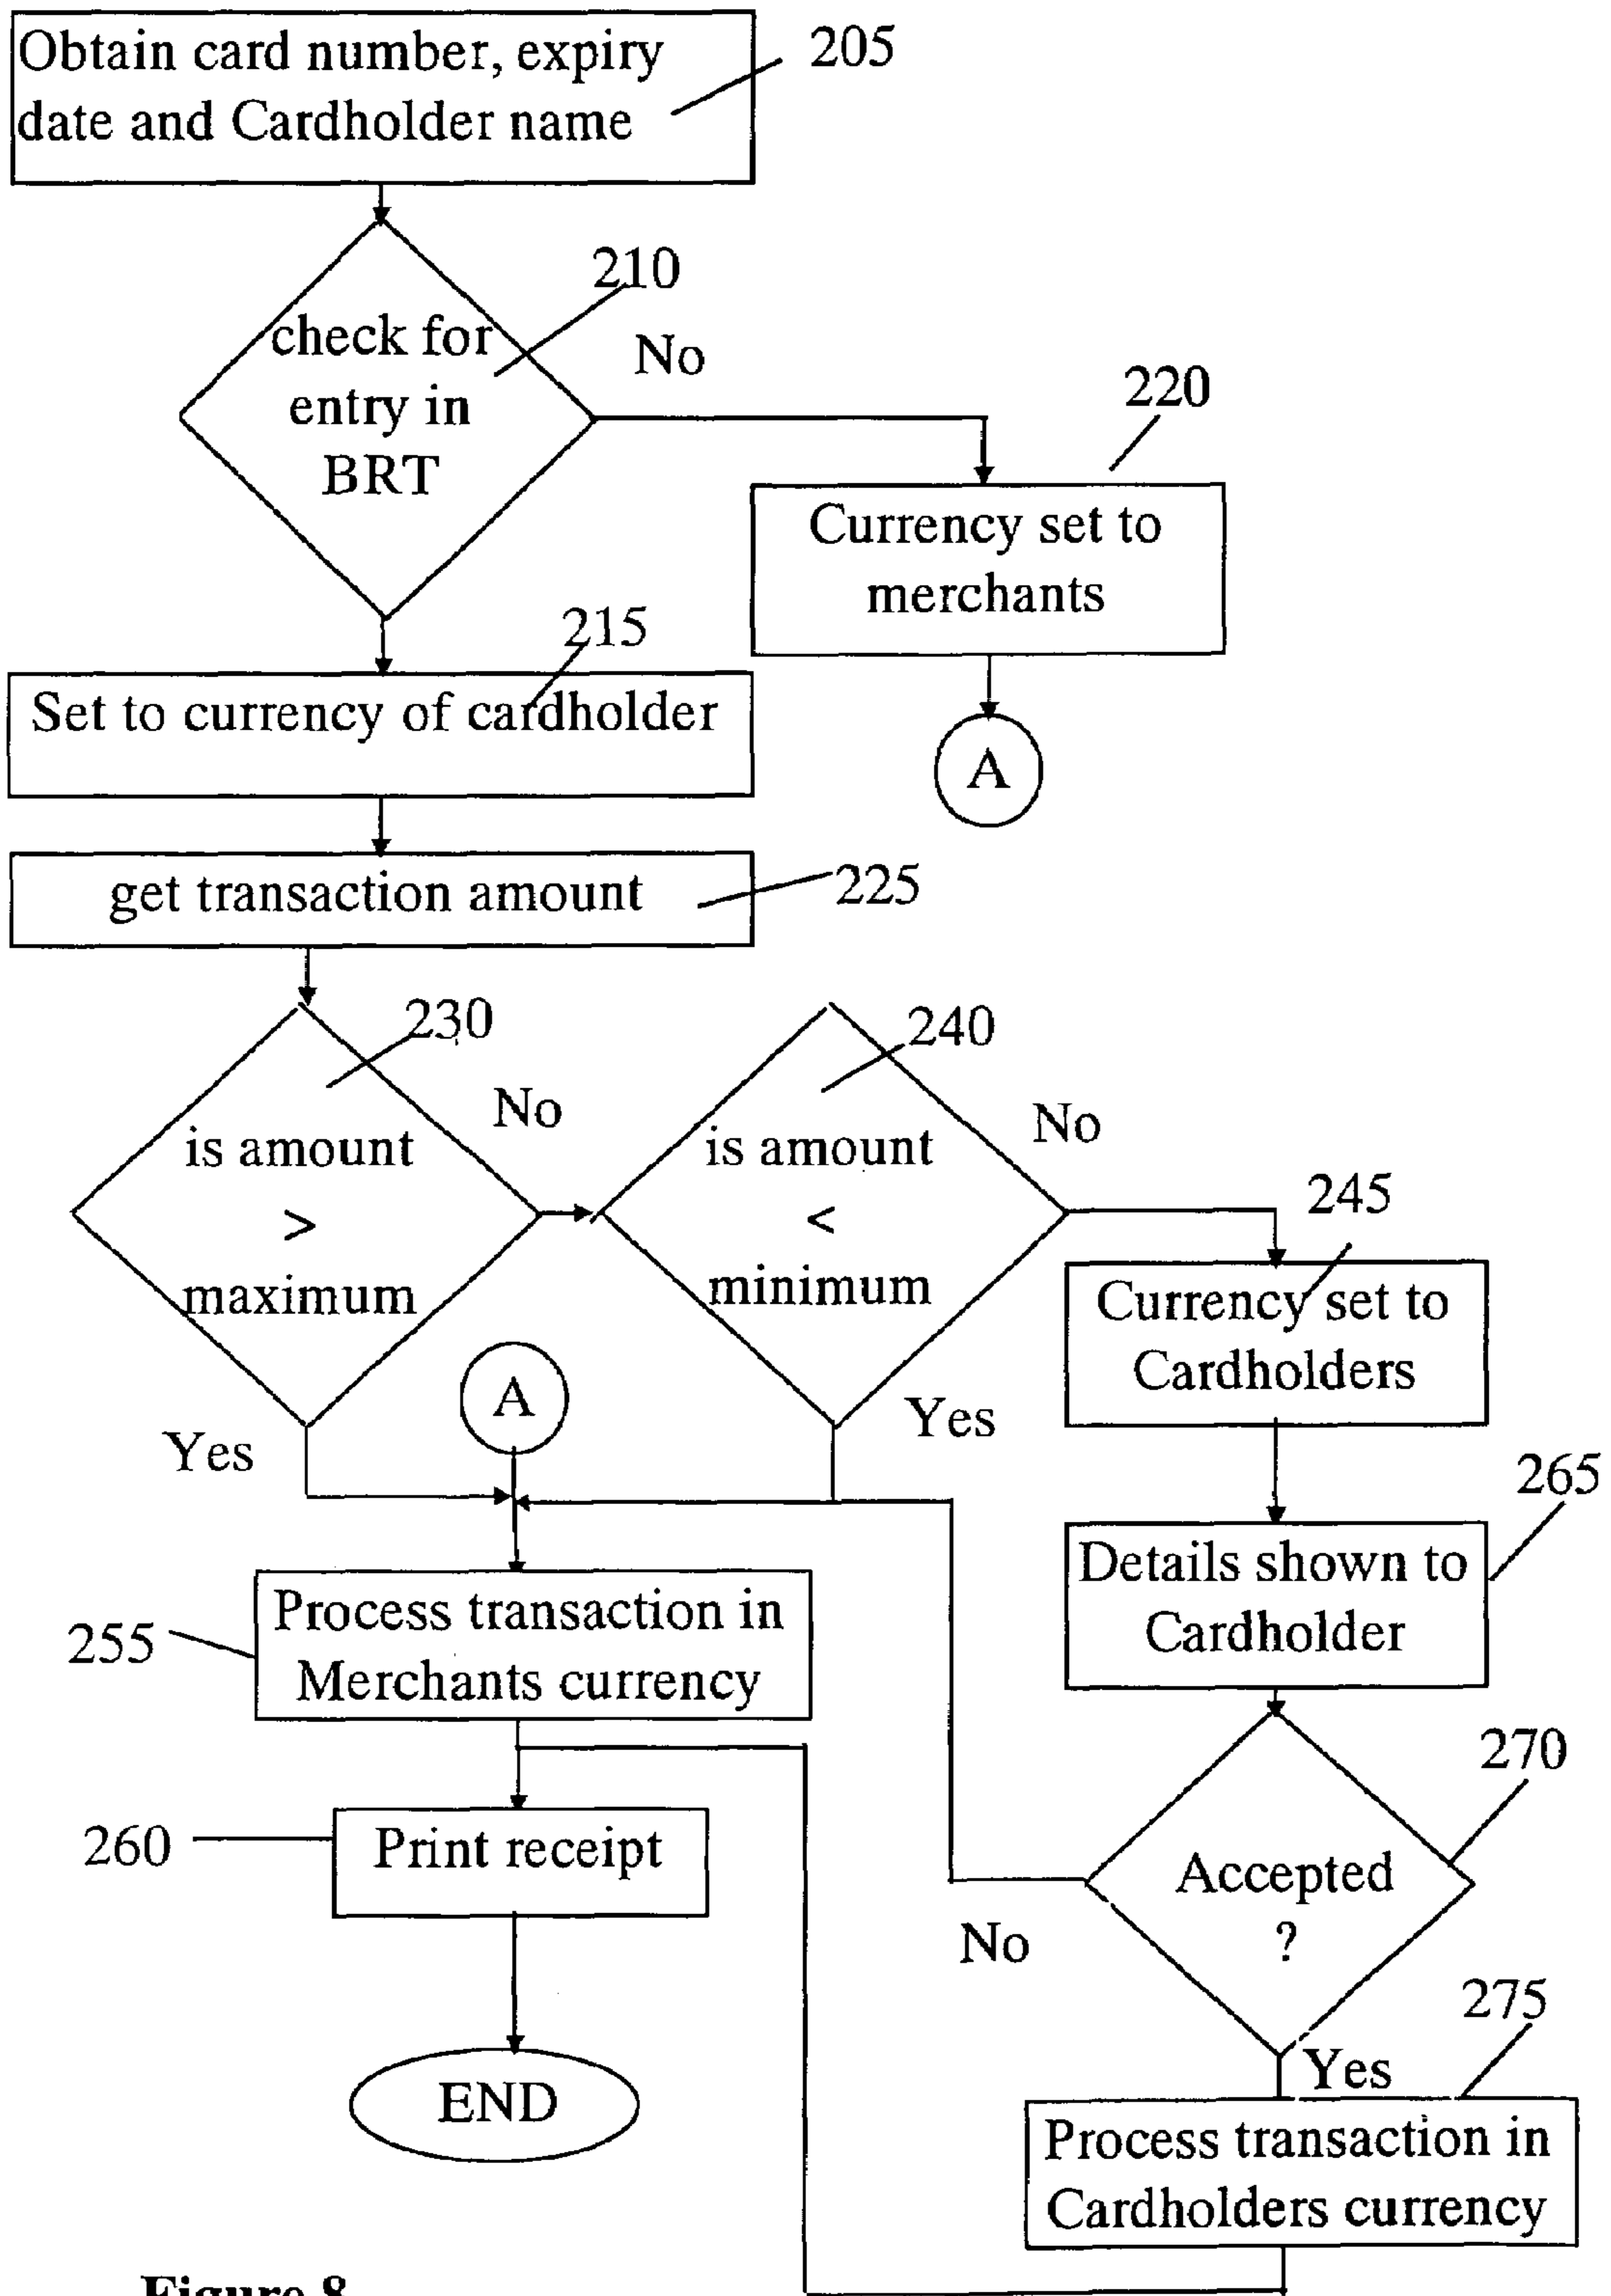 Obtain card number, expiry
date and Cardholder name
205
210
check for
entry in
BRT
No
220
Currency set to
merchants
215
Set to currency of cardholder
A
get transaction amount
225
230
is amount
>
maximum
No
240
is amount
<
minimum
No
245
Currency set to
Cardholders
A
Yes
Yes
265
Details shown to
Cardholder
255
Process transaction in
Merchants currency
270
Accepted
?
260
Print receipt
No
275
Yes
END
Process transaction in
Cardholders currency
Figure 8